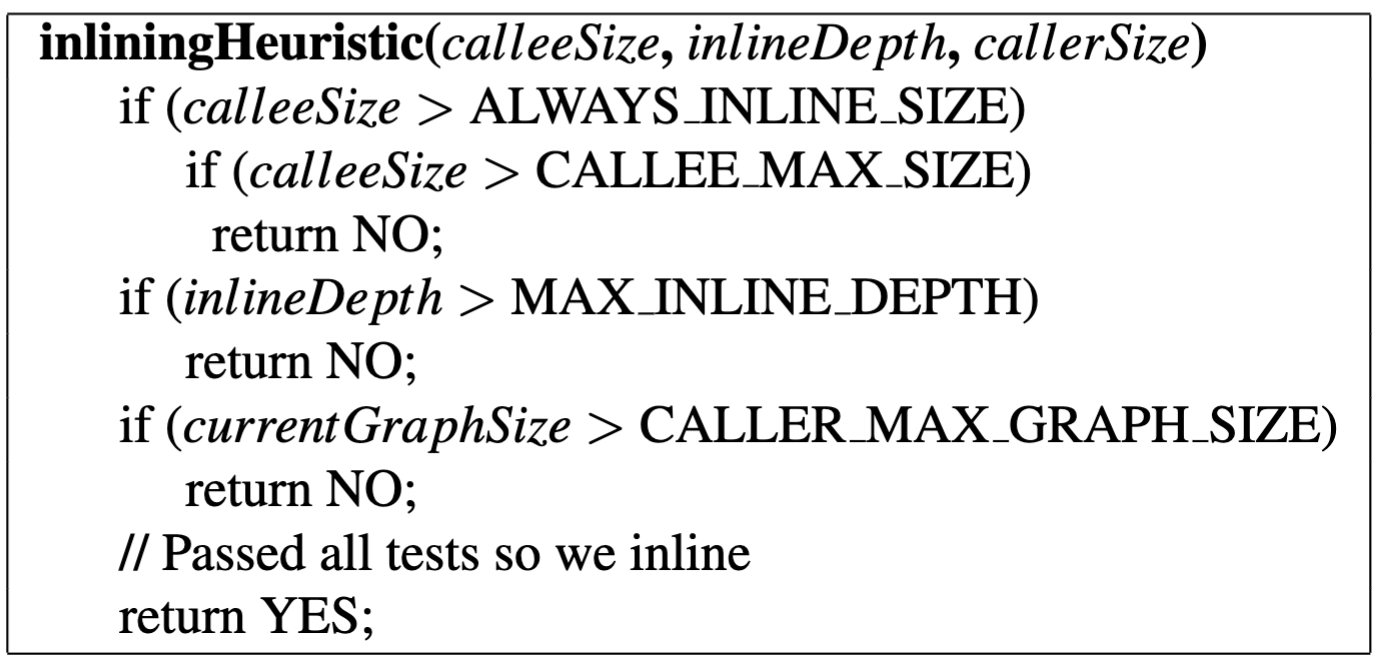 inliningHeuristic(calleeSize, inlineDepth, callerSize)
if (calleeSize > ALWAYS_INLINE_SIZE)
if (calleeSize > CALLEE_MAX_SIZE)
return NO;
if (inlineDepth > MAX_INLINE_DEPTH)
return NO;
if (currentGraphSize > CALLER_MAX_GRAPH_SIZE)
return NO;
// Passed all tests so we inline
return YES;